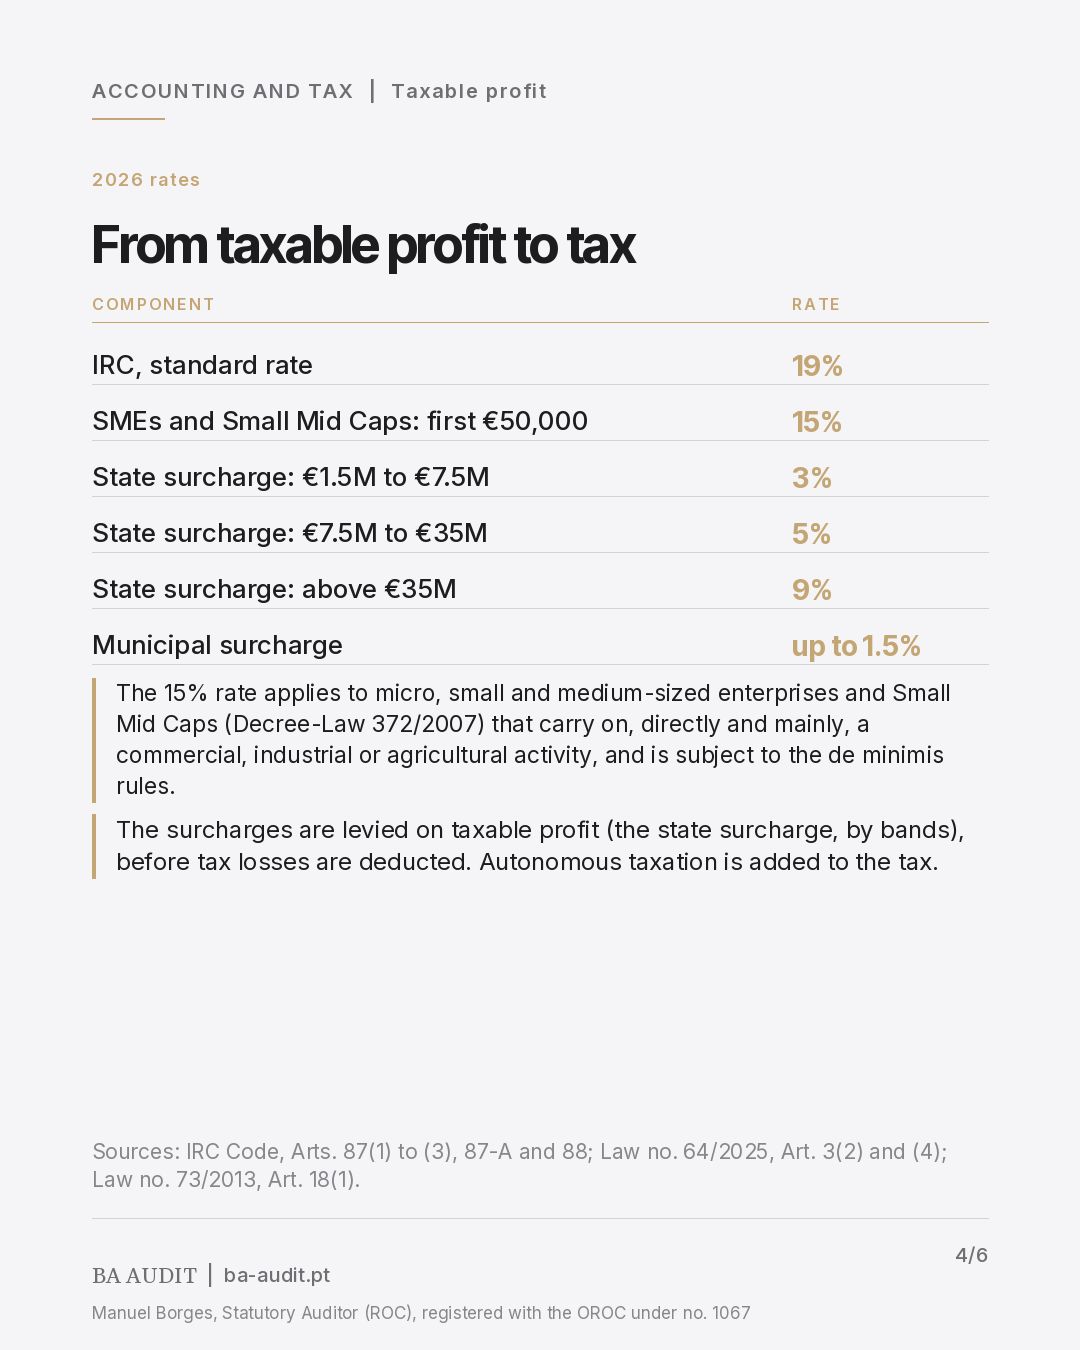 ACCOUNTING AND TAX | Taxable profit
2026 rates
From taxable profit to tax
COMPONENT RATE
IRC, standard rate 19%
SMEs and Small Mid Caps: first €50,000 15%
State surcharge: €1.5M to €7.5M 3%
State surcharge: €7.5M to €35M 5%
State surcharge: above €35M 9%
Municipal surcharge up to 1.5%
The 15% rate applies to micro, small and medium-sized enterprises and Small
Mid Caps (Decree-Law 372/2007) that carry on, directly and mainly, a
commercial, industrial or agricultural activity, and is subject to the de minimis
rules.
The surcharges are levied on taxable profit (the state surcharge, by bands),
before tax losses are deducted. Autonomous taxation is added to the tax.
Sources: IRC Code, Arts. 87(1) to (3), 87-A and 88; Law no. 64/2025, Art. 3(2) and (4);
Law no. 73/2013, Art. 18(1).
4/6
BA AUDIT | ba-audit.pt
Manuel Borges, Statutory Auditor (ROC), registered with the OROC under no. 1067